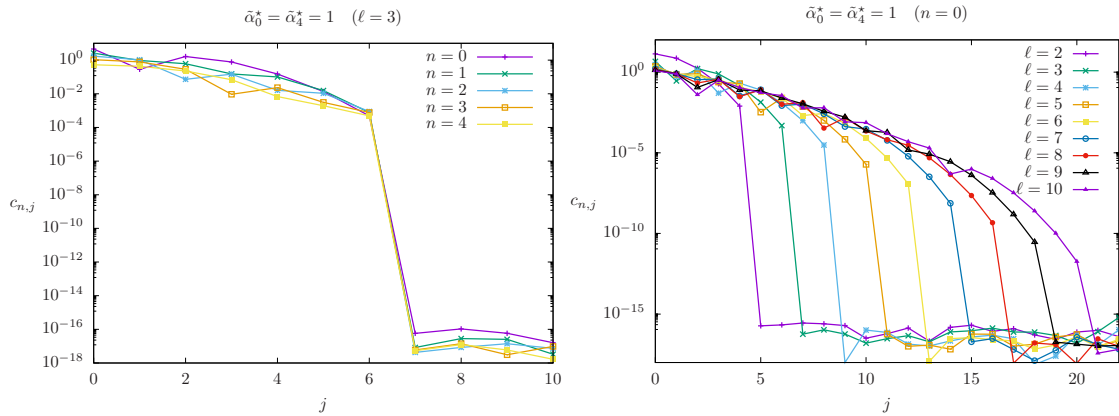 α̃₀* = α̃₄* = 1 (ℓ = 3)
10⁰
10⁻²
10⁻⁴
10⁻⁶
10⁻⁸
10⁻¹⁰
10⁻¹²
10⁻¹⁴
10⁻¹⁶
10⁻¹⁸
c_{n,j}
n = 0
n = 1
n = 2
n = 3
n = 4
0 2 4 6 8 10
j
α̃₀* = α̃₄* = 1 (n = 0)
10⁰
10⁻⁵
10⁻¹⁰
10⁻¹⁵
c_{n,j}
ℓ = 2
ℓ = 3
ℓ = 4
ℓ = 5
ℓ = 6
ℓ = 7
ℓ = 8
ℓ = 9
ℓ = 10
0 5 10 15 20
j